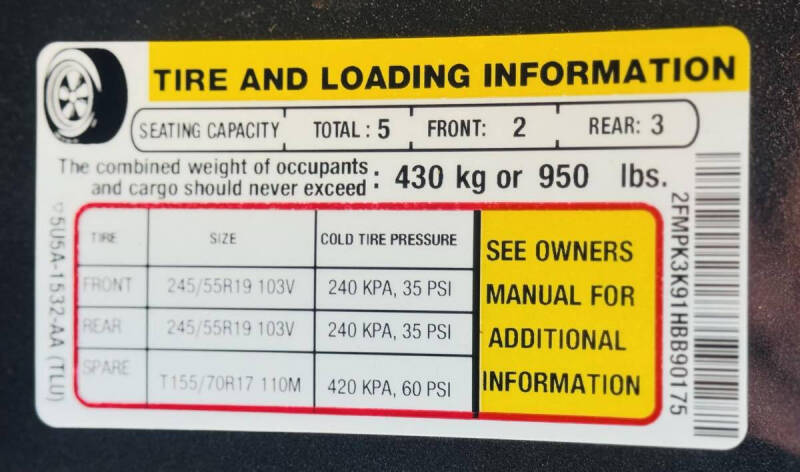 TIRE AND LOADING INFORMATION
SEATING CAPACITY TOTAL : 5 FRONT: 2 REAR: 3
The combined weight of occupants
and cargo should never exceed : 430 kg or 950 lbs.
TIRE SIZE COLD TIRE PRESSURE
FRONT 245/55R19 103V 240 KPA, 35 PSI
REAR 245/55R19 103V 240 KPA, 35 PSI
SPARE T155/70R17 110M 420 KPA, 60 PSI
SEE OWNERS
MANUAL FOR
ADDITIONAL
INFORMATION
5U5A-1532-AA (TLU)
2FMPK3K91HBB90175